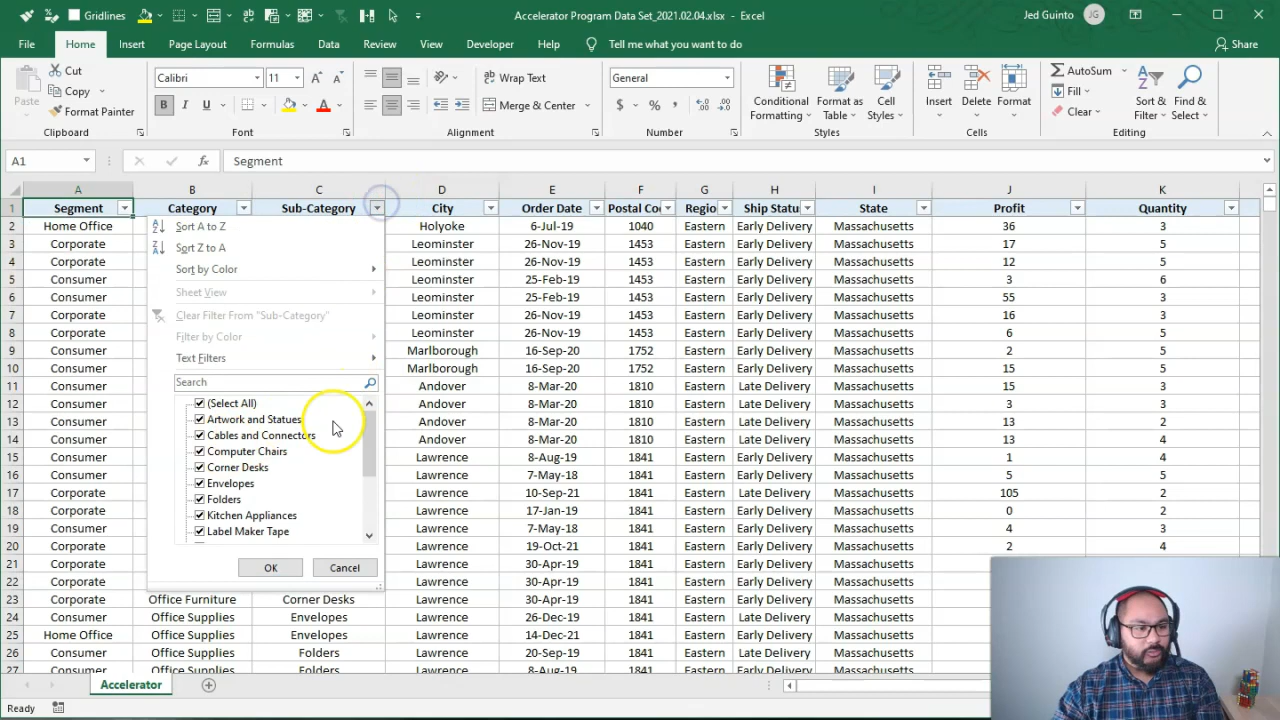 Gridlines
Accelerator Program Data Set_2021.02.04.xlsx - Excel
Jed Guinto JG
File Home Insert Page Layout Formulas Data Review View Developer Help Tell me what you want to do Share
Paste Cut Copy Format Painter Clipboard
Calibri 11 B I U A Font
Wrap Text Merge & Center Alignment
General $ % , Number
Conditional Formatting Format as Table Cell Styles Styles
Insert Delete Format Cells
AutoSum Fill Clear Sort & Filter Find & Select Editing
A1 fx Segment
A B C D E F G H I J K
1 Segment Category Sub-Category City Order Date Postal Co Regio Ship Statu State Profit Quantity
2 Home Office Holyoke 6-Jul-19 1040 Eastern Early Delivery Massachusetts 36 3
3 Corporate Leominster 26-Nov-19 1453 Eastern Early Delivery Massachusetts 17 5
4 Corporate Leominster 26-Nov-19 1453 Eastern Early Delivery Massachusetts 12 5
5 Consumer Leominster 25-Feb-19 1453 Eastern Early Delivery Massachusetts 3 6
6 Consumer Leominster 25-Feb-19 1453 Eastern Early Delivery Massachusetts 55 3
7 Corporate Leominster 26-Nov-19 1453 Eastern Early Delivery Massachusetts 16 3
8 Corporate Leominster 26-Nov-19 1453 Eastern Early Delivery Massachusetts 6 5
9 Consumer Marlborough 16-Sep-20 1752 Eastern Early Delivery Massachusetts 2 5
10 Consumer Marlborough 16-Sep-20 1752 Eastern Early Delivery Massachusetts 15 5
11 Consumer Andover 8-Mar-20 1810 Eastern Late Delivery Massachusetts 15 3
12 Consumer Andover 8-Mar-20 1810 Eastern Late Delivery Massachusetts 3 3
13 Consumer Andover 8-Mar-20 1810 Eastern Late Delivery Massachusetts 13 2
14 Consumer Andover 8-Mar-20 1810 Eastern Late Delivery Massachusetts 13 4
15 Consumer Lawrence 8-Aug-19 1841 Eastern Early Delivery Massachusetts 1 4
16 Corporate Lawrence 7-May-18 1841 Eastern Early Delivery Massachusetts 5 5
17 Corporate Lawrence 10-Sep-21 1841 Eastern Late Delivery Massachusetts 105 2
18 Consumer Lawrence 17-Jan-19 1841 Eastern Early Delivery Massachusetts 0 2
19 Corporate Lawrence 7-May-18 1841 Eastern Early Delivery Massachusetts 4 3
20 Corporate Lawrence 19-Oct-21 1841 Eastern Early Delivery Massachusetts 2 4
21 Consumer Lawrence 30-Apr-19 1841 Eastern Early Delivery Massachusetts
22 Corporate Lawrence 30-Apr-19 1841 Eastern Early Delivery Massachusetts
23 Corporate Office Furniture Corner Desks Lawrence 30-Apr-19 1841 Eastern Early Delivery Massachusetts
24 Consumer Office Supplies Envelopes Lawrence 26-Dec-19 1841 Eastern Late Delivery Massachusetts
25 Home Office Office Supplies Envelopes Lawrence 14-Dec-21 1841 Eastern Early Delivery Massachusetts
26 Consumer Office Supplies Folders Lawrence 20-Sep-19 1841 Eastern Late Delivery Massachusetts
27 Consumer Office Supplies Folders Lawrence 8-Aug-19 1841 Eastern Early Delivery Massachusetts
Sort A to Z
Sort Z to A
Sort by Color
Sheet View
Clear Filter From "Sub-Category"
Filter by Color
Text Filters
Search
(Select All)
Artwork and Statues
Cables and Connectors
Computer Chairs
Corner Desks
Envelopes
Folders
Kitchen Appliances
Label Maker Tape
OK Cancel
Accelerator
Ready